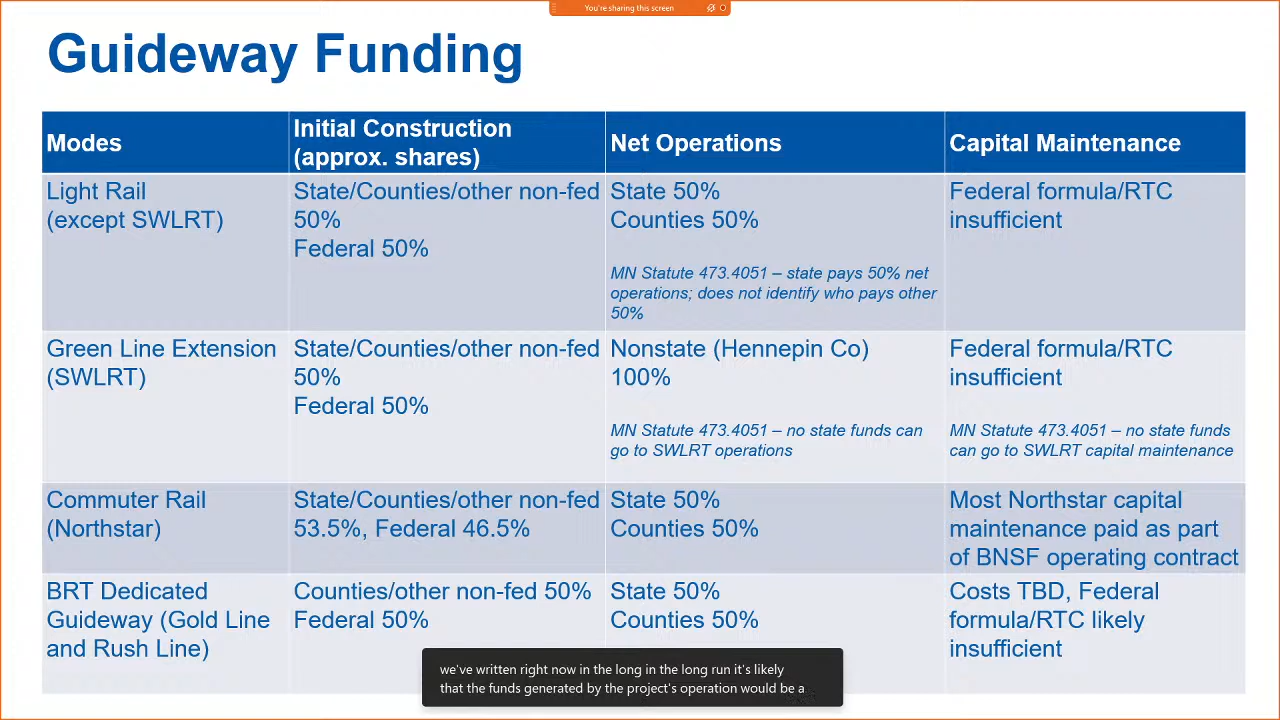 You're sharing this screen
Guideway Funding
Modes
Initial Construction
(approx. shares)
Net Operations
Capital Maintenance
Light Rail
(except SWLRT)
State/Counties/other non-fed
50%
Federal 50%
State 50%
Counties 50%
MN Statute 473.4051 – state pays 50% net
operations; does not identify who pays other
50%
Federal formula/RTC
insufficient
Green Line Extension
(SWLRT)
State/Counties/other non-fed
50%
Federal 50%
Nonstate (Hennepin Co)
100%
MN Statute 473.4051 – no state funds can
go to SWLRT operations
Federal formula/RTC
insufficient
MN Statute 473.4051 – no state funds
can go to SWLRT capital maintenance
Commuter Rail
(Northstar)
State/Counties/other non-fed
53.5%, Federal 46.5%
State 50%
Counties 50%
Most Northstar capital
maintenance paid as part
of BNSF operating contract
BRT Dedicated
Guideway (Gold Line
and Rush Line)
Counties/other non-fed 50%
Federal 50%
State 50%
Counties 50%
Costs TBD, Federal
formula/RTC likely
insufficient
we've written right now in the long in the long run it's likely
that the funds generated by the project's operation would be a